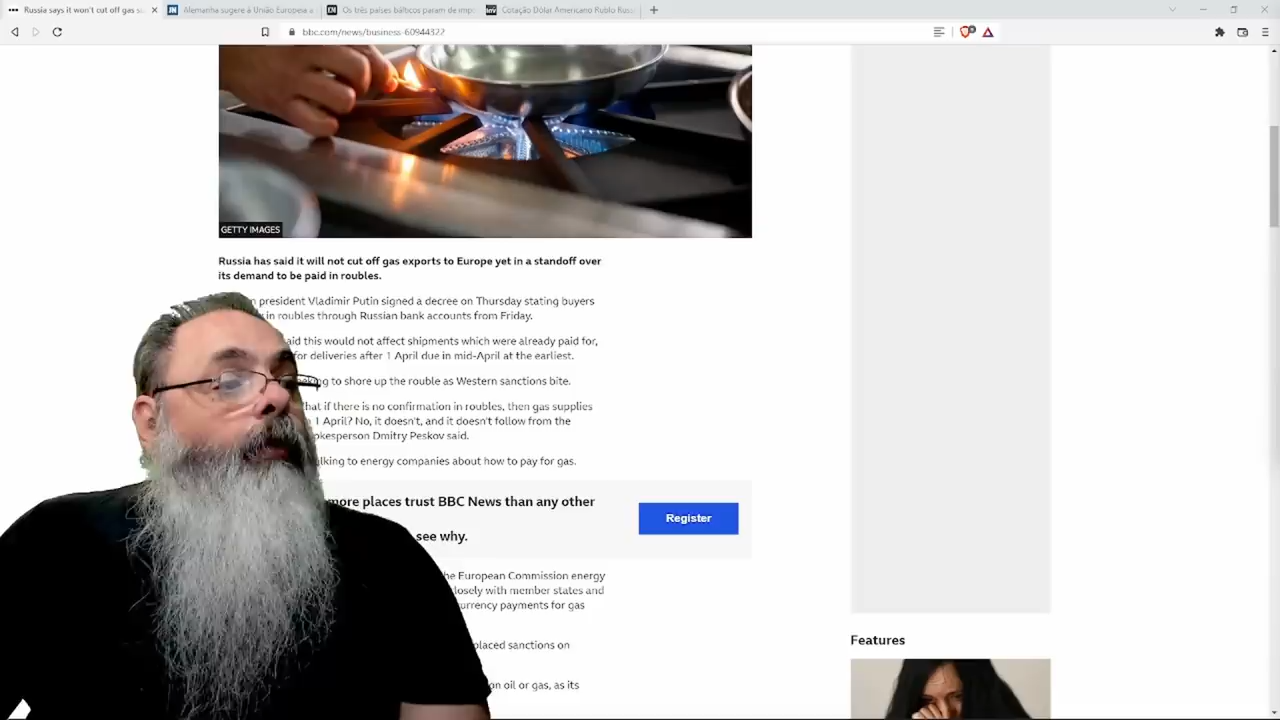 Russia says it won't cut off gas s
Alemanha sugere à União Europeia a
Os três países bálticos param de imp
Cotação Dólar Americano Rublo Russ
bbc.com/news/business-60944322
GETTY IMAGES
Russia has said it will not cut off gas exports to Europe yet in a standoff over
its demand to be paid in roubles.
president Vladimir Putin signed a decree on Thursday stating buyers
in roubles through Russian bank accounts from Friday.
aid this would not affect shipments which were already paid for,
for deliveries after 1 April due in mid-April at the earliest.
king to shore up the rouble as Western sanctions bite.
hat if there is no confirmation in roubles, then gas supplies
1 April? No, it doesn't, and it doesn't follow from the
okesperson Dmitry Peskov said.
lking to energy companies about how to pay for gas.
more places trust BBC News than any other
see why.
Register
he European Commission energy
losely with member states and
urrency payments for gas
placed sanctions on
on oil or gas, as its
Features